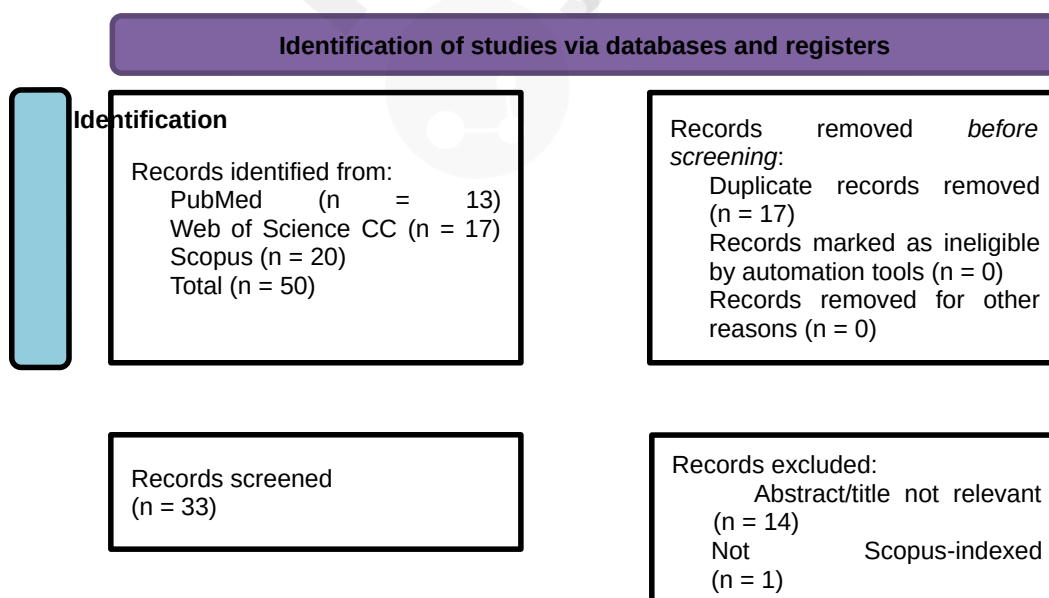 Identification of studies via databases and registers
Identification
Records identified from:
PubMed (n = 13)
Web of Science CC (n = 17)
Scopus (n = 20)
Total (n = 50)
Records removed before
screening:
Duplicate records removed
(n = 17)
Records marked as ineligible
by automation tools (n = 0)
Records removed for other
reasons (n = 0)
Records screened
(n = 33)
Records excluded:
Abstract/title not relevant
(n = 14)
Not Scopus-indexed
(n = 1)